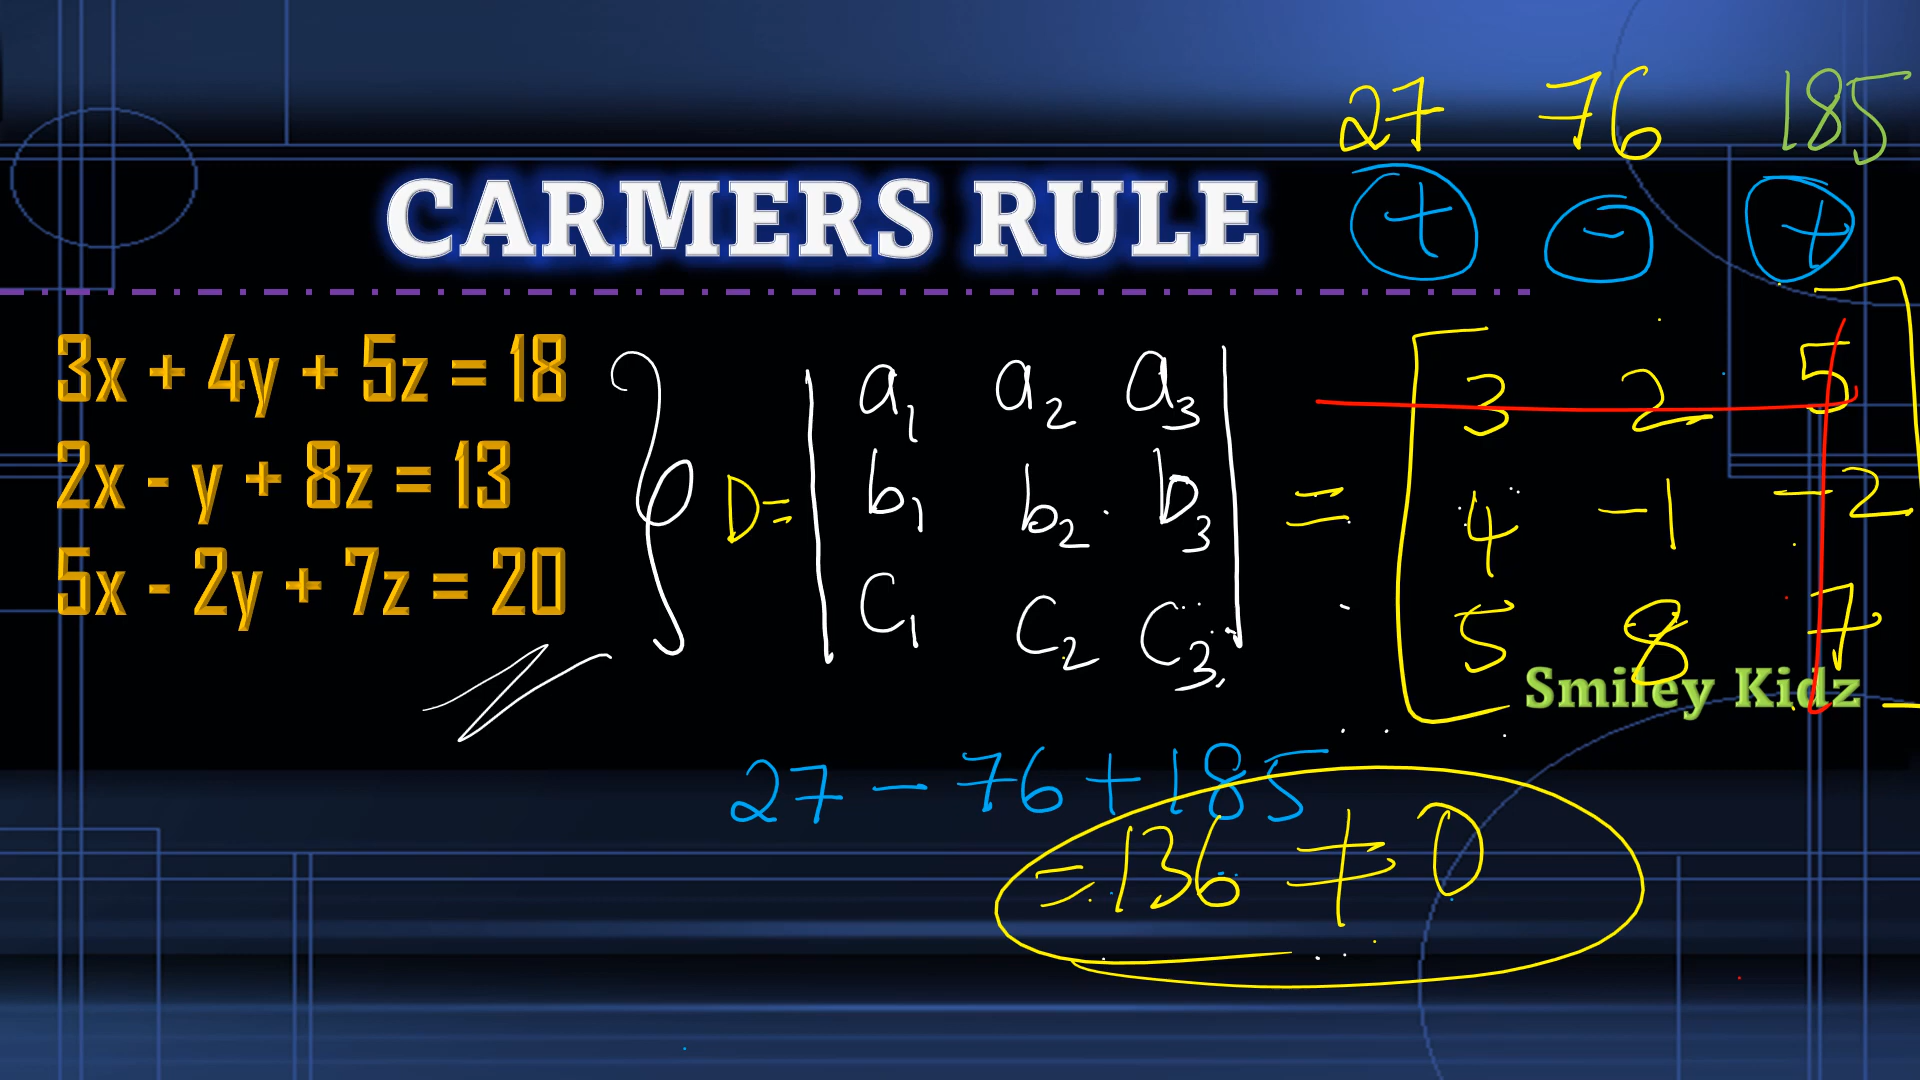 27 76 185
+ - +
CARMERS RULE
3x + 4y + 5z = 18
2x - y + 8z = 13
5x - 2y + 7z = 20
D=
a1 a2 a3
b1 b2 b3
C1 C2 C3
=
3 2 5
4 -1 -2
5 8 7
Smiley Kidz
27 - 76 + 185
= 136 ≠ 0